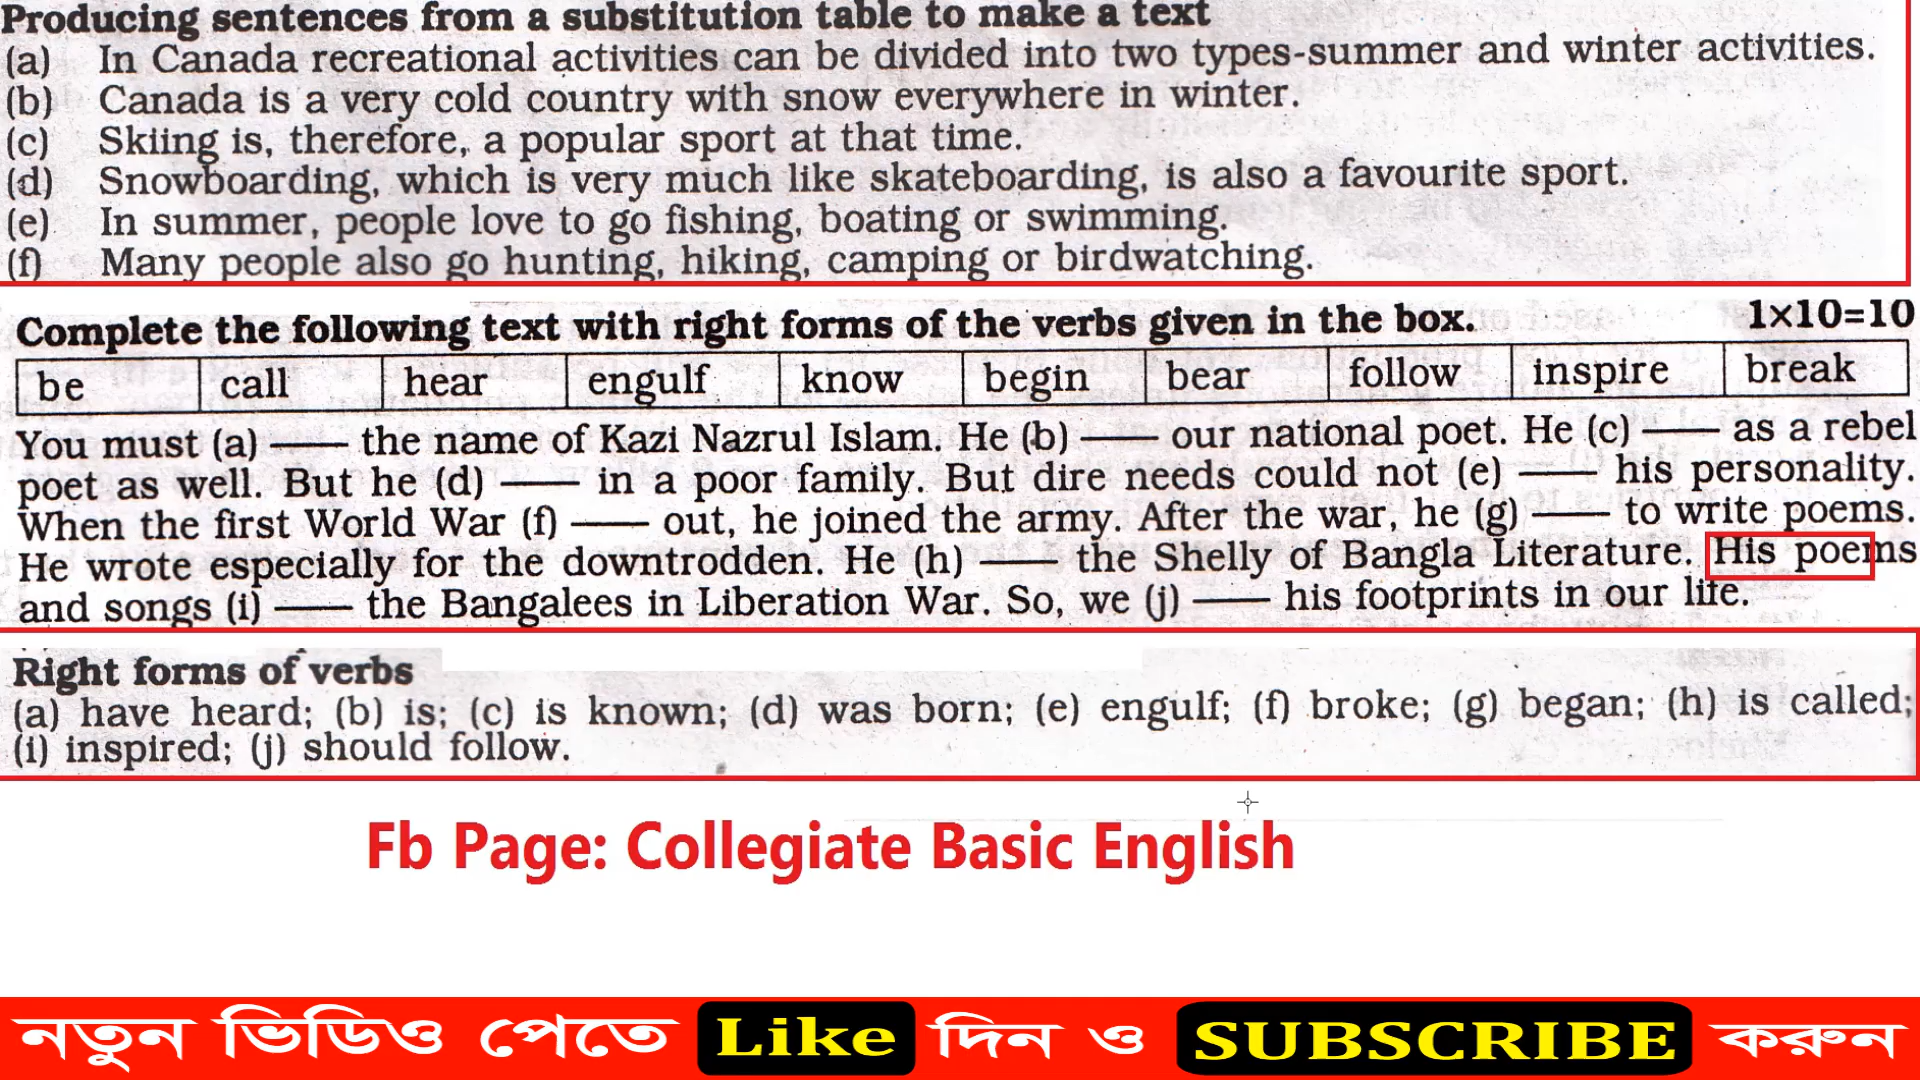 Producing sentences from a substitution table to make a text
(a) In Canada recreational activities can be divided into two types-summer and winter activities.
(b) Canada is a very cold country with snow everywhere in winter.
(c) Skiing is, therefore, a popular sport at that time.
(d) Snowboarding, which is very much like skateboarding, is also a favourite sport.
(e) In summer, people love to go fishing, boating or swimming.
(f) Many people also go hunting, hiking, camping or birdwatching.
Complete the following text with right forms of the verbs given in the box. 1×10=10
be call hear engulf know begin bear follow inspire break
You must (a) —— the name of Kazi Nazrul Islam. He (b) —— our national poet. He (c) —— as a rebel
poet as well. But he (d) —— in a poor family. But dire needs could not (e) —— his personality.
When the first World War (f) —— out, he joined the army. After the war, he (g) —— to write poems.
He wrote especially for the downtrodden. He (h) —— the Shelly of Bangla Literature. His poems
and songs (i) —— the Bangalees in Liberation War. So, we (j) —— his footprints in our life.
Right forms of verbs
(a) have heard; (b) is; (c) is known; (d) was born; (e) engulf; (f) broke; (g) began; (h) is called;
(i) inspired; (j) should follow.
Fb Page: Collegiate Basic English
নতুন ভিডিও পেতে Like দিন ও SUBSCRIBE করুন